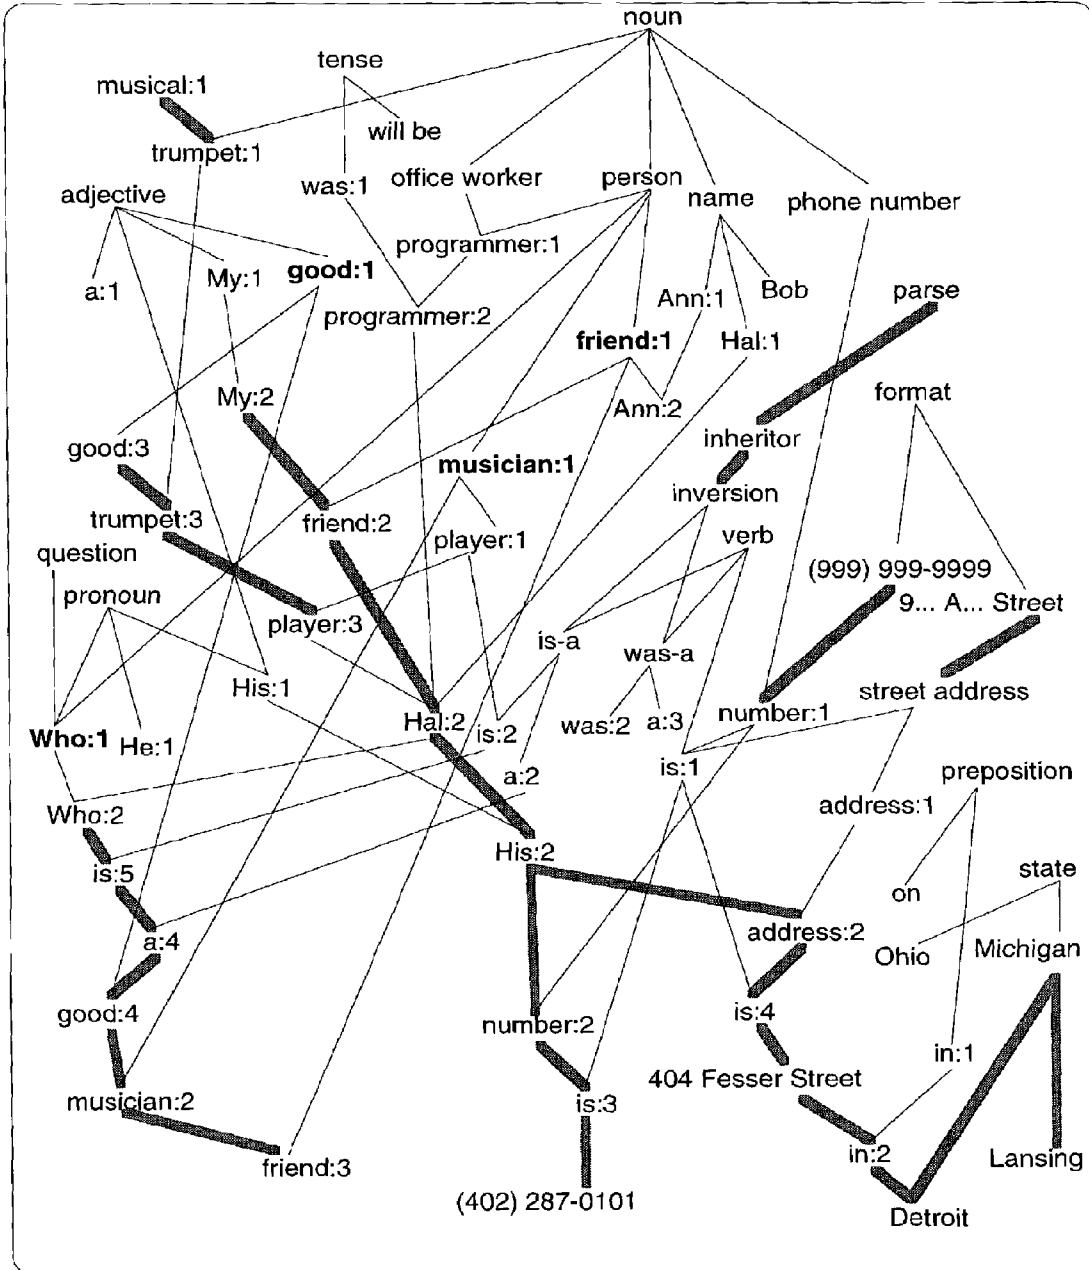 noun
tense
musical:1
will be
trumpet:1
was:1
office worker
person
adjective
name
phone number
programmer:1
a:1
My:1
good:1
Ann:1
Bob
parse
programmer:2
friend:1
Hal:1
format
My:2
Ann:2
inheritor
good:3
musician:1
inversion
trumpet:3
friend:2
player:1
verb
question
(999) 999-9999
pronoun
9... A... Street
player:3
is-a
was-a
His:1
street address
Who:1
He:1
Hal:2
is:2
was:2
a:3
number:1
is:1
a:2
preposition
Who:2
address:1
His:2
is:5
on
state
a:4
address:2
Ohio
Michigan
good:4
number:2
is:4
in:1
404 Fesser Street
musician:2
is:3
friend:3
in:2
Lansing
(402) 287-0101
Detroit